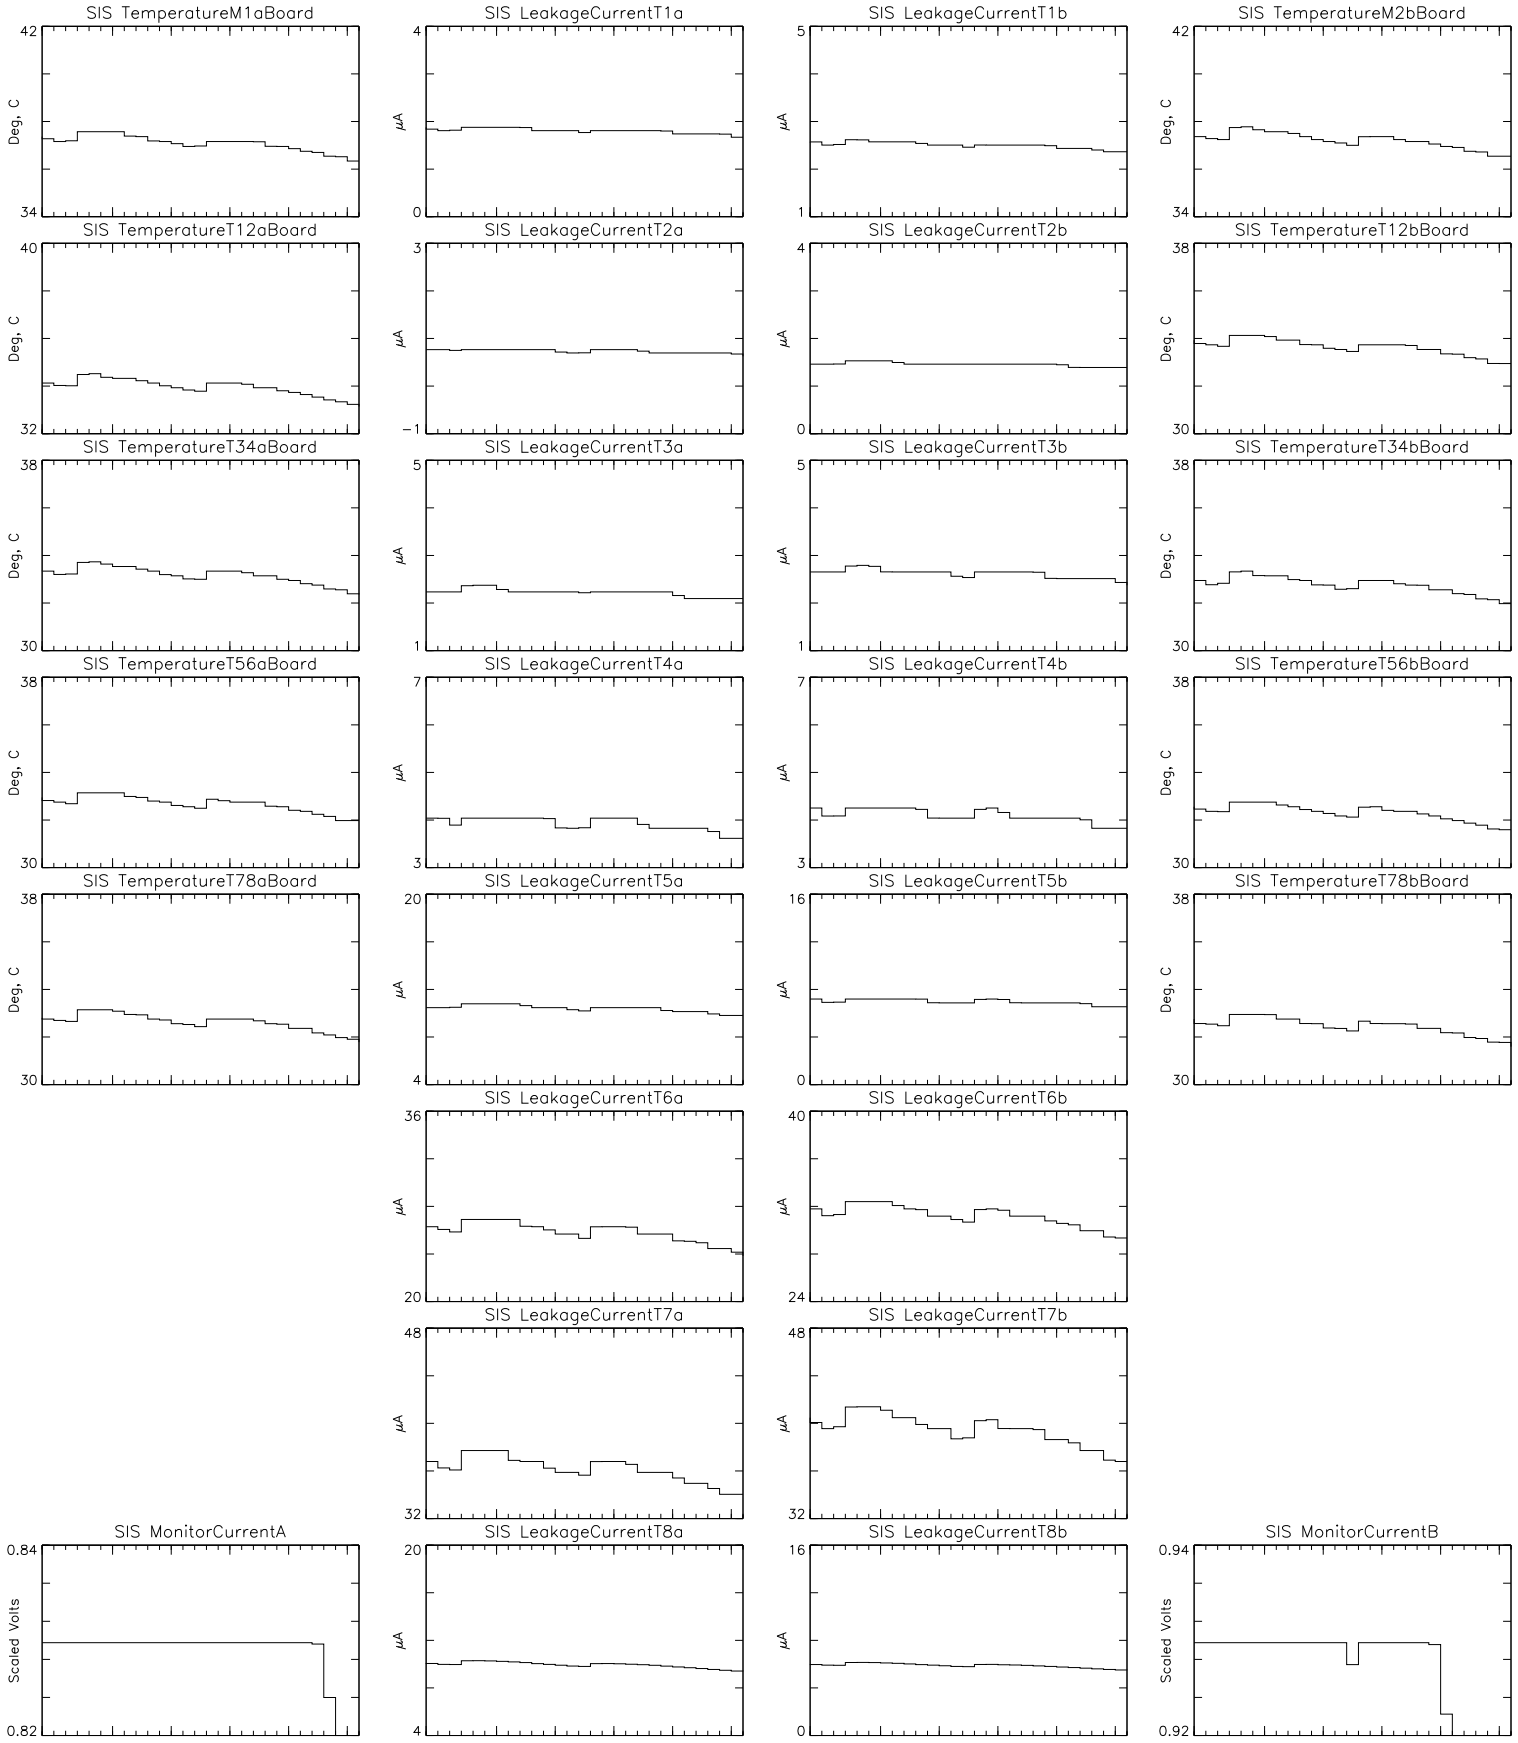 SIS TemperatureM1aBoard
42
Deg, C
34
SIS LeakageCurrentT1a
4
μA
0
SIS LeakageCurrentT1b
5
μA
1
SIS TemperatureM2bBoard
42
Deg, C
34
SIS TemperatureT12aBoard
40
Deg, C
32
SIS LeakageCurrentT2a
3
μA
-1
SIS LeakageCurrentT2b
4
μA
0
SIS TemperatureT12bBoard
38
Deg, C
30
SIS TemperatureT34aBoard
38
Deg, C
30
SIS LeakageCurrentT3a
5
μA
1
SIS LeakageCurrentT3b
5
μA
1
SIS TemperatureT34bBoard
38
Deg, C
30
SIS TemperatureT56aBoard
38
Deg, C
30
SIS LeakageCurrentT4a
7
μA
3
SIS LeakageCurrentT4b
7
μA
3
SIS TemperatureT56bBoard
38
Deg, C
30
SIS TemperatureT78aBoard
38
Deg, C
30
SIS LeakageCurrentT5a
20
μA
4
SIS LeakageCurrentT5b
16
μA
0
SIS TemperatureT78bBoard
38
Deg, C
30
SIS LeakageCurrentT6a
36
μA
20
SIS LeakageCurrentT6b
40
μA
24
SIS LeakageCurrentT7a
48
μA
32
SIS LeakageCurrentT7b
48
μA
32
SIS MonitorCurrentA
0.84
Scaled Volts
0.82
SIS LeakageCurrentT8a
20
μA
4
SIS LeakageCurrentT8b
16
μA
0
SIS MonitorCurrentB
0.94
Scaled Volts
0.92